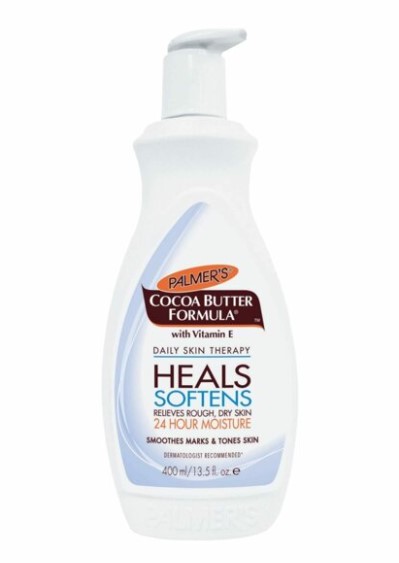 PALMER'S
COCOA BUTTER
FORMULA®
™
with Vitamin E
DAILY SKIN THERAPY
HEALS
SOFTENS
RELIEVES ROUGH, DRY SKIN
24 HOUR MOISTURE
SMOOTHES MARKS & TONES SKIN
DERMATOLOGIST RECOMMENDED*
400 ml/13.5 fl. oz. e
PALMER'S